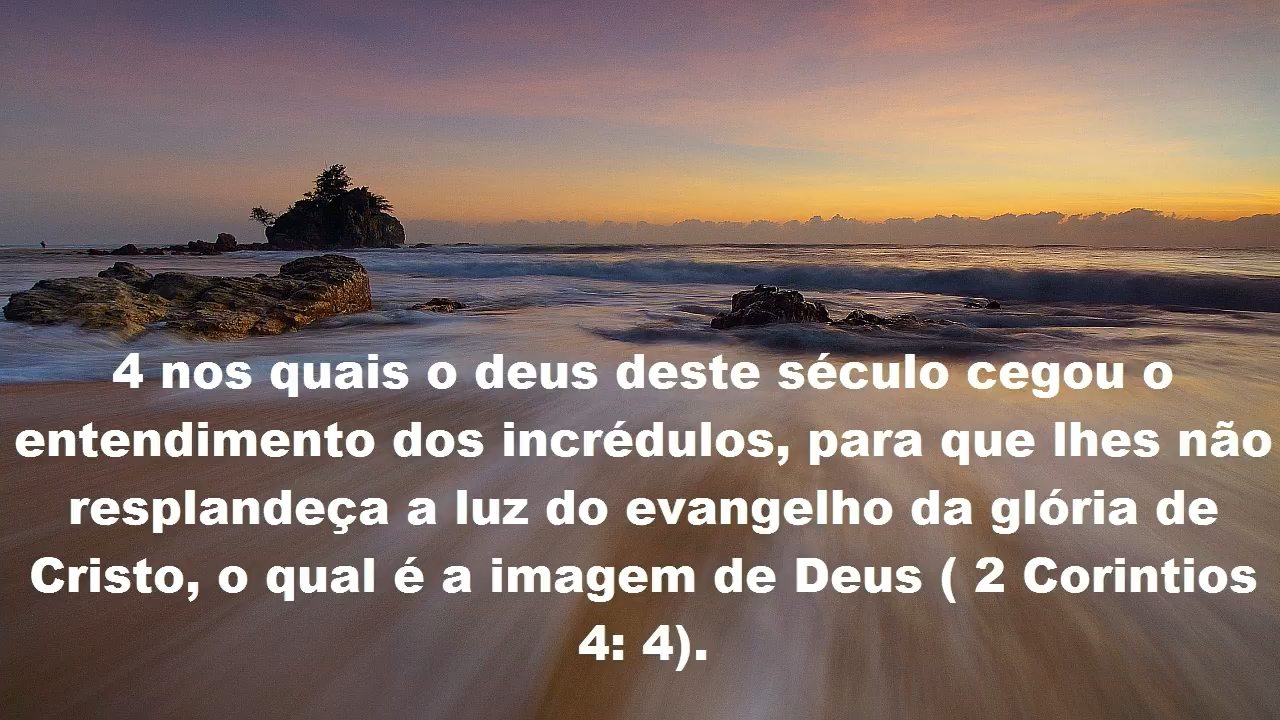 4 nos quais o deus deste século cegou o
entendimento dos incrédulos, para que lhes não
resplandeça a luz do evangelho da glória de
Cristo, o qual é a imagem de Deus ( 2 Corintios
4: 4).